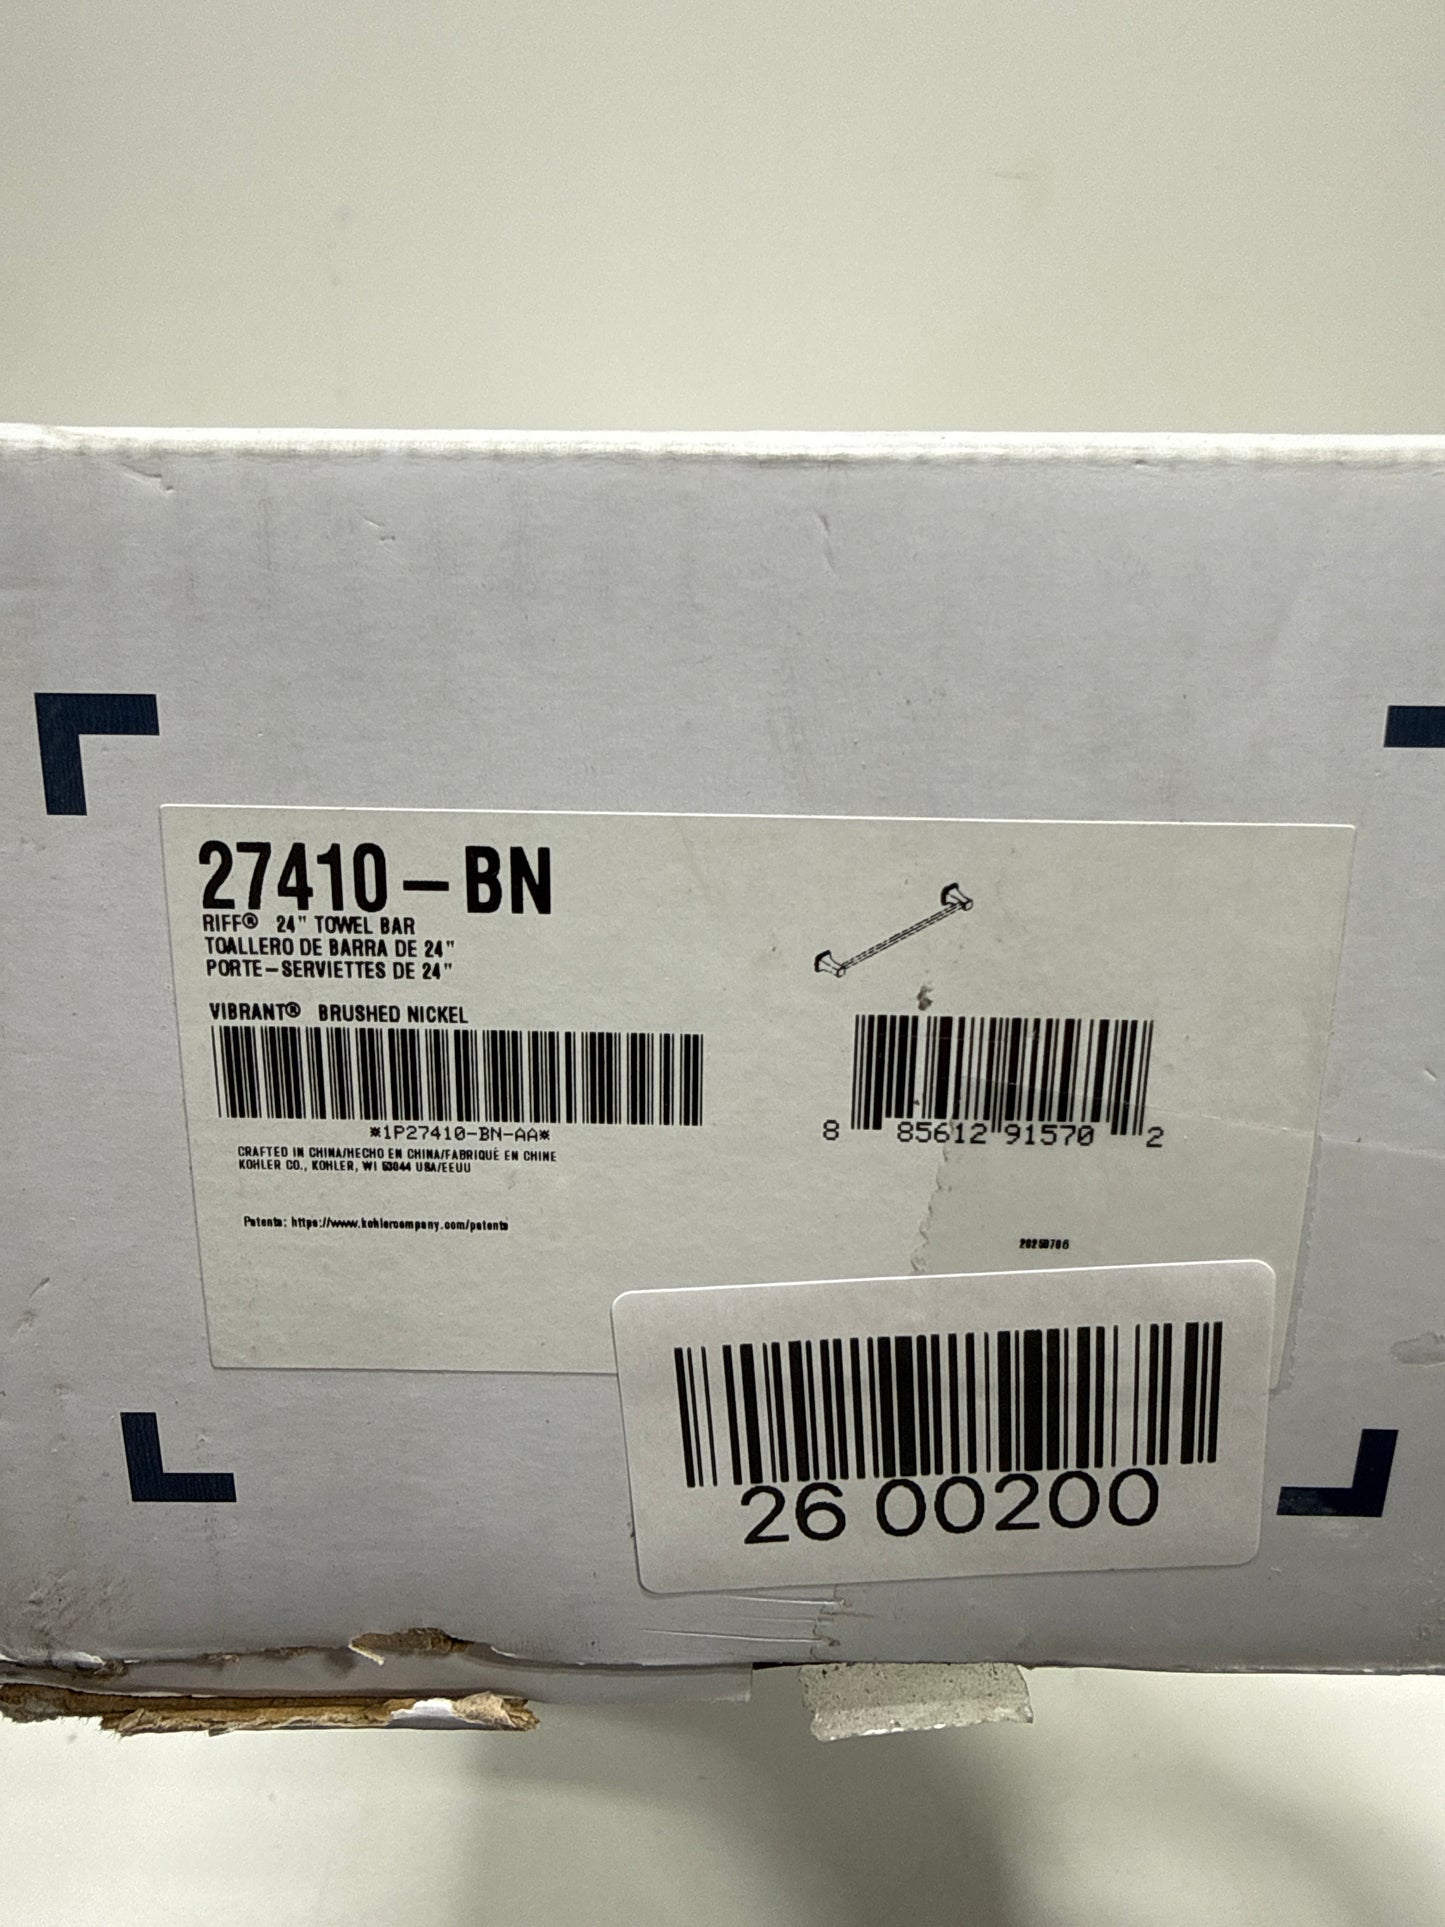 27410-BN
RIFF® 24" TOWEL BAR
TOALLERO DE BARRA DE 24"
PORTE-SERVIETTES DE 24"
VIBRANT® BRUSHED NICKEL
*1P27410-BN-AA*
CRAFTED IN CHINA/HECHO EN CHINA/FABRIQUÉ EN CHINE
KOHLER CO., KOHLER, WI 53044 USA/EEUU
Patents: https://www.kohlercompany.com/patents
8 85612 91570 2
20250706
26 00200